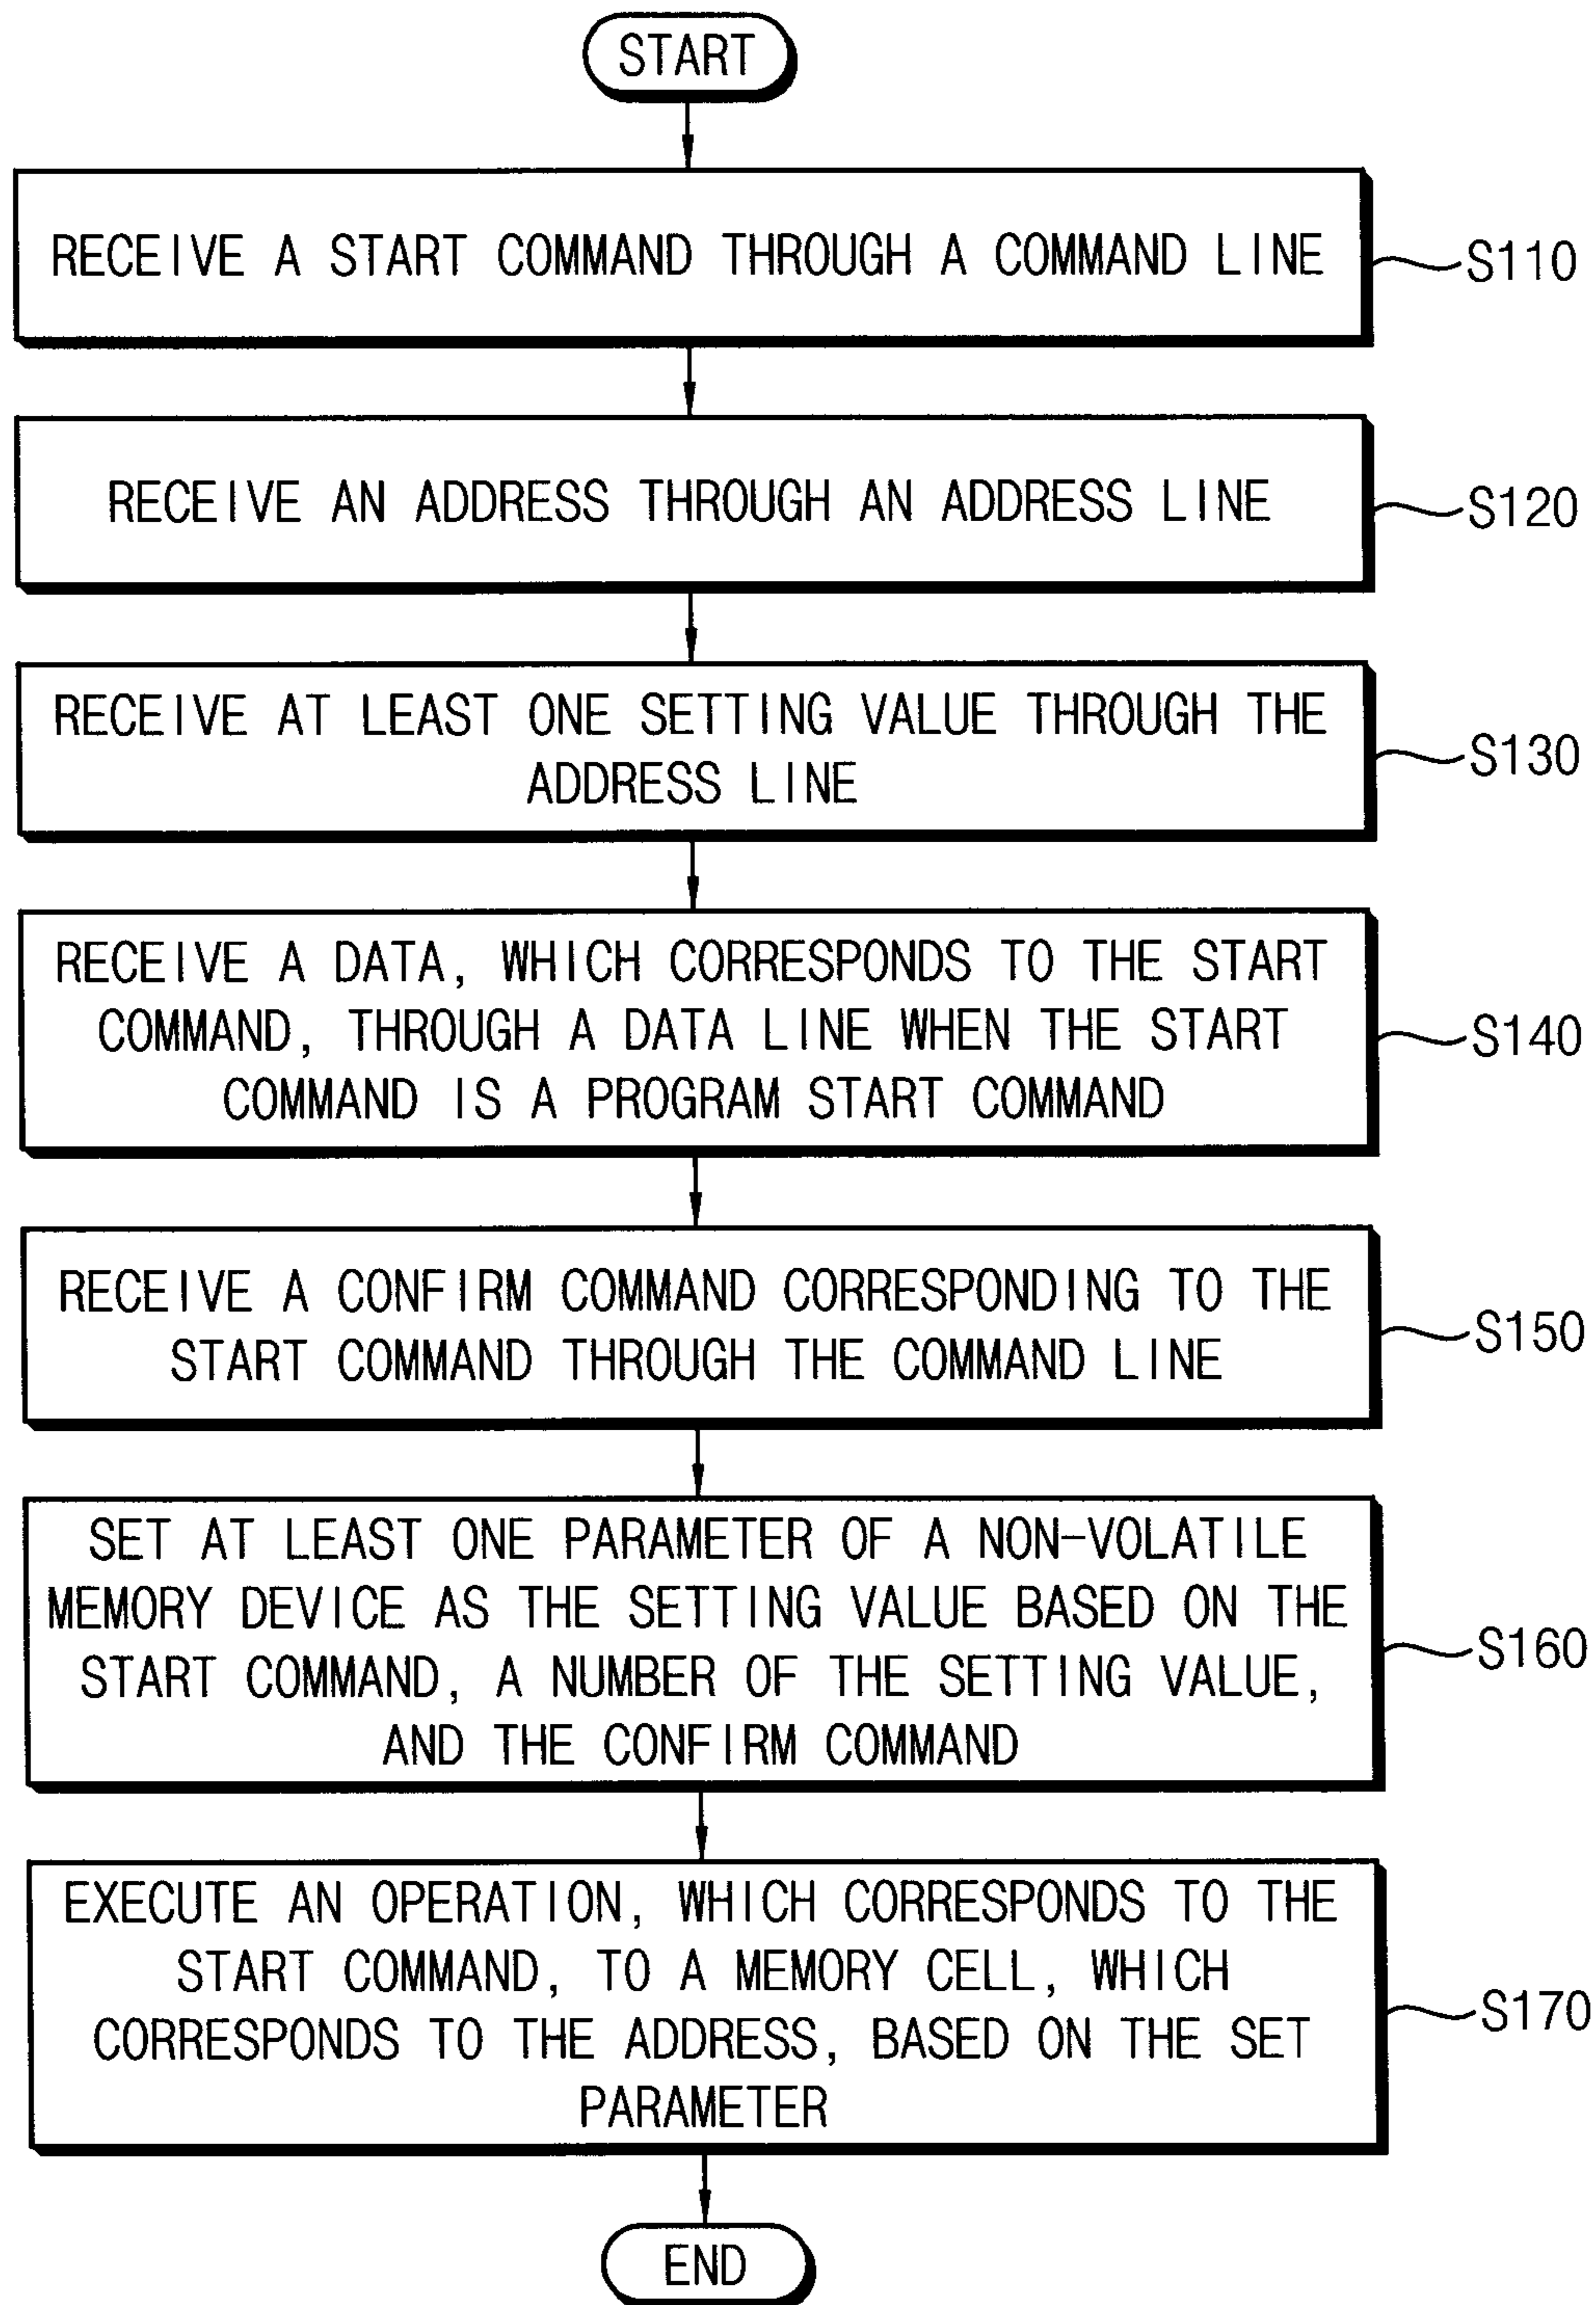 START
RECEIVE A START COMMAND THROUGH A COMMAND LINE
S110
RECEIVE AN ADDRESS THROUGH AN ADDRESS LINE
S120
RECEIVE AT LEAST ONE SETTING VALUE THROUGH THE
ADDRESS LINE
S130
RECEIVE A DATA, WHICH CORRESPONDS TO THE START
COMMAND, THROUGH A DATA LINE WHEN THE START
COMMAND IS A PROGRAM START COMMAND
S140
RECEIVE A CONFIRM COMMAND CORRESPONDING TO THE
START COMMAND THROUGH THE COMMAND LINE
S150
SET AT LEAST ONE PARAMETER OF A NON-VOLATILE
MEMORY DEVICE AS THE SETTING VALUE BASED ON THE
START COMMAND, A NUMBER OF THE SETTING VALUE,
AND THE CONFIRM COMMAND
S160
EXECUTE AN OPERATION, WHICH CORRESPONDS TO THE
START COMMAND, TO A MEMORY CELL, WHICH
CORRESPONDS TO THE ADDRESS, BASED ON THE SET
PARAMETER
S170
END